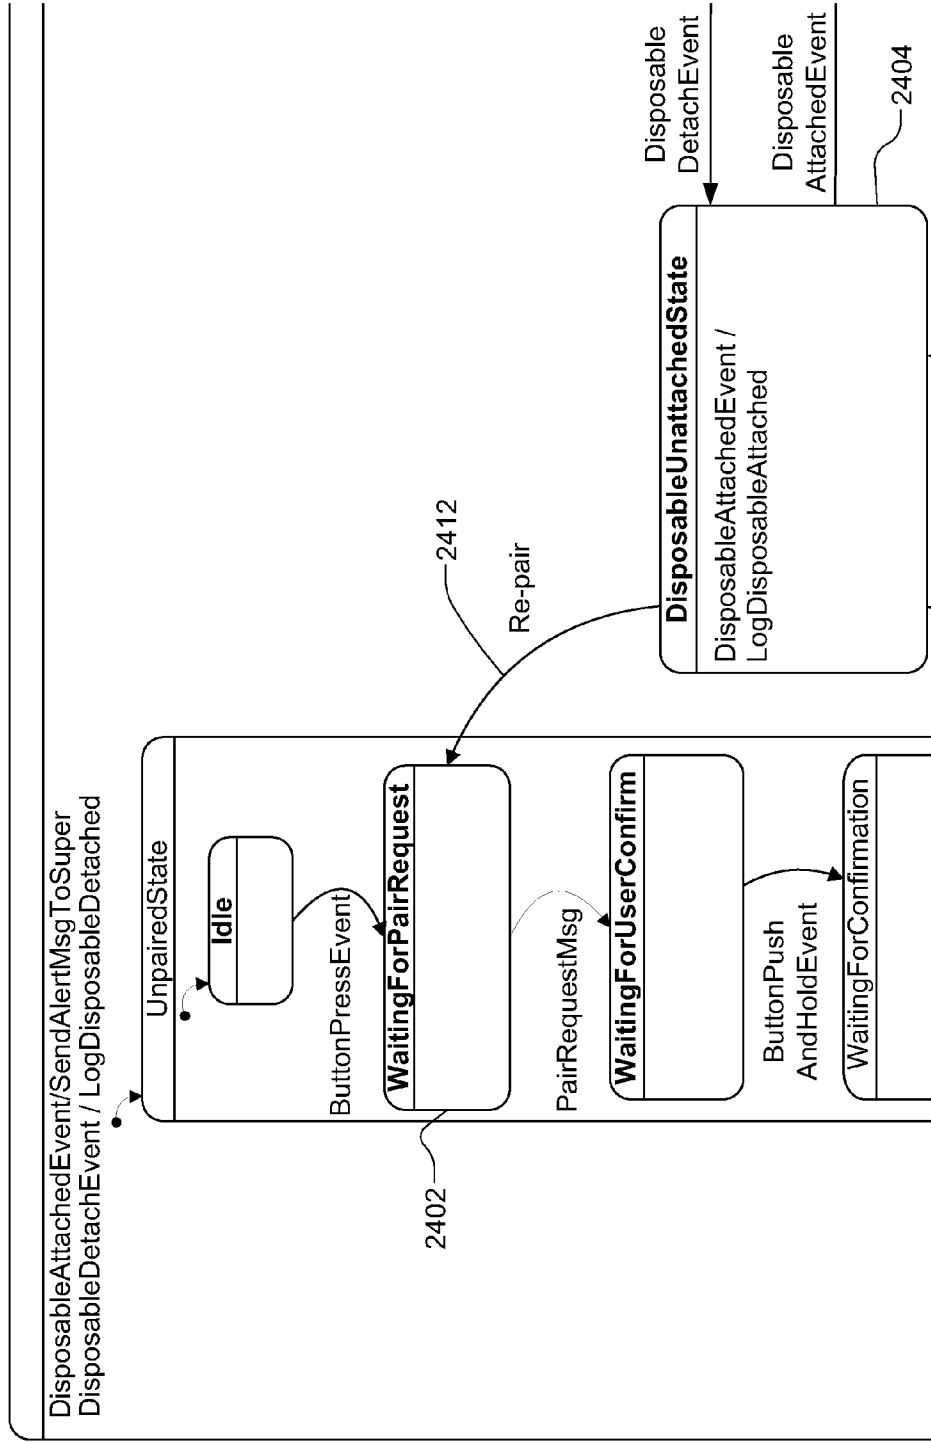 DisposableAttachedEvent/SendAlertMsgToSuper
DisposableDetachEvent / LogDisposableDetached
UnpairedState
Idle
ButtonPressEvent
WaitingForPairRequest
2402
PairRequestMsg
WaitingForUserConfirm
ButtonPush
AndHoldEvent
WaitingForConfirmation
2412
Re-pair
DisposableUnattachedState
DisposableAttachedEvent /
LogDisposableAttached
Disposable
DetachEvent
Disposable
AttachedEvent
2404